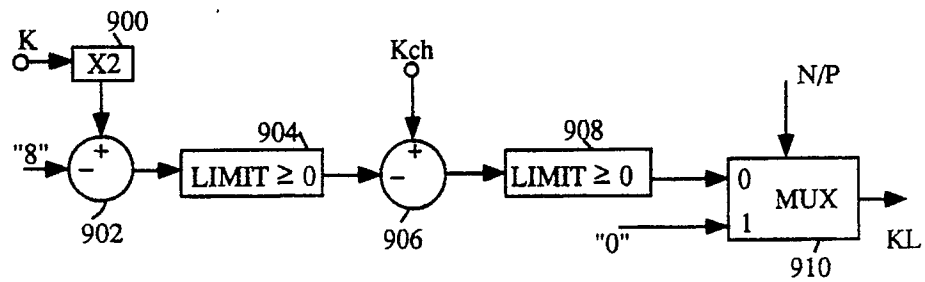 900
K
X2
Kch
N/P
"8"
+
−
904
LIMIT ≥ 0
+
−
908
LIMIT ≥ 0
0
MUX
1
902
906
"0"
KL
910